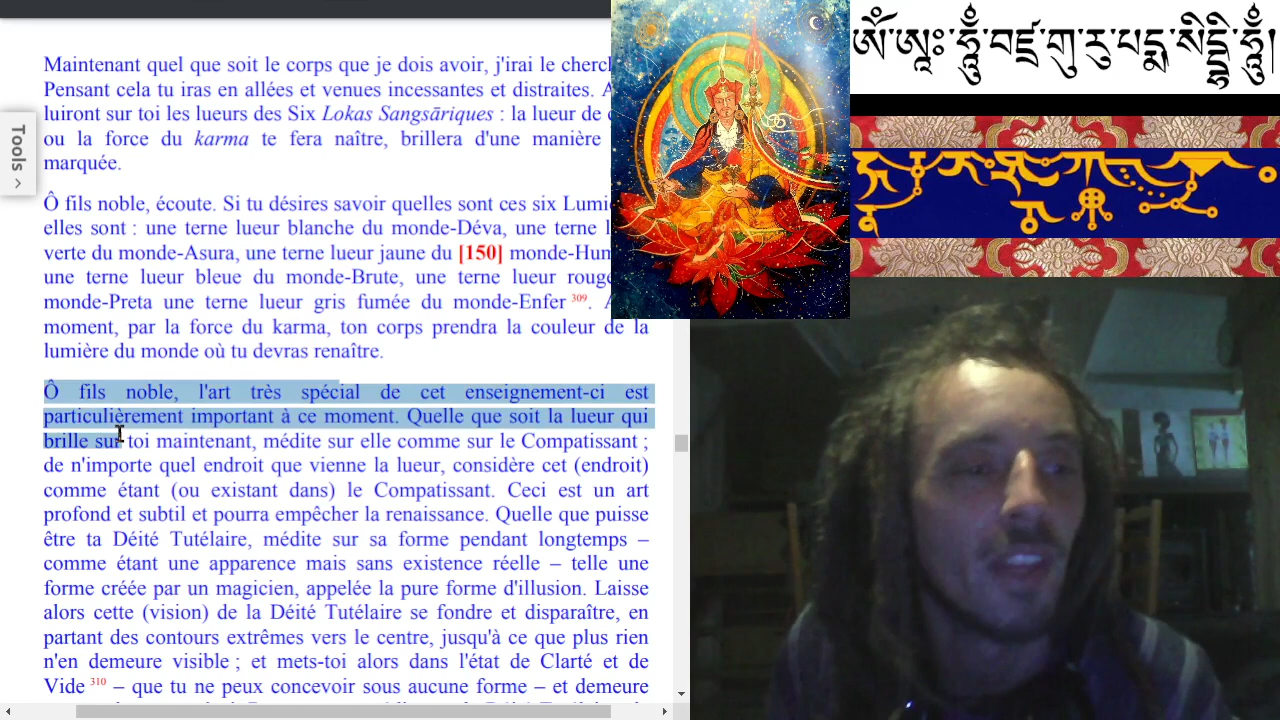 Maintenant quel que soit le corps que je dois avoir, j'irai le
Pensant cela tu iras en allées et venues incessantes et distraites.
luiront sur toi les lueurs des Six Lokas Sangsāriques : la lueur de
ou la force du karma te fera naître, brillera d'une manière
marquée.
Ô fils noble, écoute. Si tu désires savoir quelles sont ces six
elles sont : une terne lueur blanche du monde-Déva, une terne
verte du monde-Asura, une terne lueur jaune du [150]
une terne lueur bleue du monde-Brute, une terne lueur
monde-Preta une terne lueur gris fumée du monde-Enfer 309.
moment, par la force du karma, ton corps prendra la couleur de la
lumière du monde où tu devras renaître.
Ô fils noble, l'art très spécial de cet enseignement-ci est
particulièrement important à ce moment. Quelle que soit la lueur qui
brille sur toi maintenant, médite sur elle comme sur le Compatissant ;
de n'importe quel endroit que vienne la lueur, considère cet (endroit)
comme étant (ou existant dans) le Compatissant. Ceci est un art
profond et subtil et pourra empêcher la renaissance. Quelle que puisse
être ta Déité Tutélaire, médite sur sa forme pendant longtemps –
comme étant une apparence mais sans existence réelle – telle une
forme créée par un magicien, appelée la pure forme d'illusion. Laisse
alors cette (vision) de la Déité Tutélaire se fondre et disparaître, en
partant des contours extrêmes vers le centre, jusqu'à ce que plus rien
n'en demeure visible ; et mets-toi alors dans l'état de Clarté et de
Vide 310 – que tu ne peux concevoir sous aucune forme – et demeure
Tools
ཨོཾ་ཨཱཿ་ཧཱུྃ་བཛྲ་གུ་རུ་པདྨ་སིདྡྷི་ཧཱུྃ།